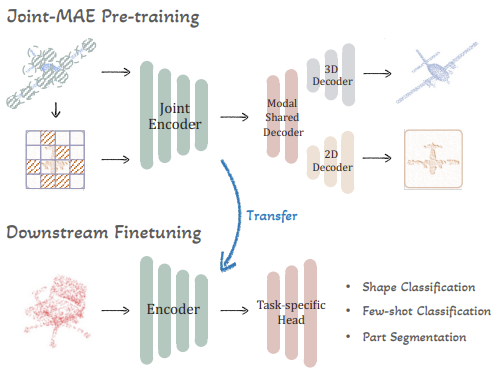 Joint-MAE Pre-training
Joint
Encoder
Modal
Shared
Decoder
3D
Decoder
2D
Decoder
Transfer
Downstream Finetuning
Encoder
Task-specific
Head
• Shape Classification
• Few-shot Classification
• Part Segmentation